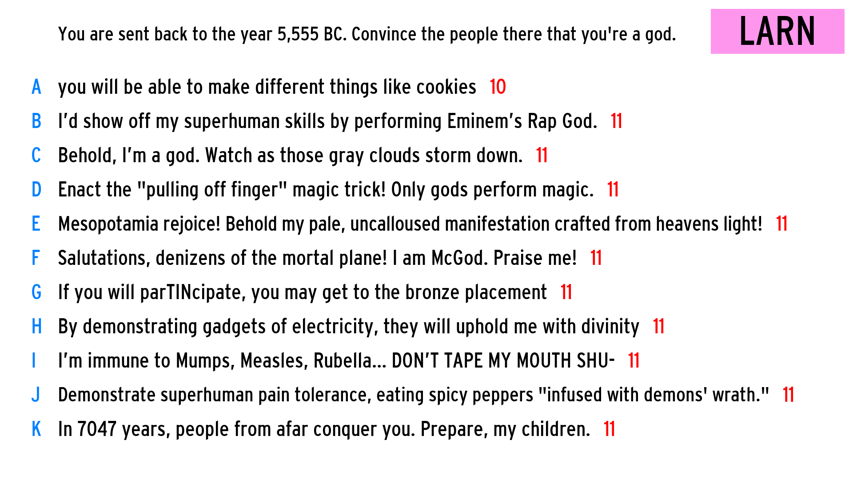 You are sent back to the year 5,555 BC. Convince the people there that you're a god.
LARN
A you will be able to make different things like cookies 10
B I'd show off my superhuman skills by performing Eminem's Rap God. 11
C Behold, I'm a god. Watch as those gray clouds storm down. 11
D Enact the "pulling off finger" magic trick! Only gods perform magic. 11
E Mesopotamia rejoice! Behold my pale, uncalloused manifestation crafted from heavens light! 11
F Salutations, denizens of the mortal plane! I am McGod. Praise me! 11
G If you will parTINcipate, you may get to the bronze placement 11
H By demonstrating gadgets of electricity, they will uphold me with divinity 11
I I'm immune to Mumps, Measles, Rubella... DON'T TAPE MY MOUTH SHU- 11
J Demonstrate superhuman pain tolerance, eating spicy peppers "infused with demons' wrath." 11
K In 7047 years, people from afar conquer you. Prepare, my children. 11